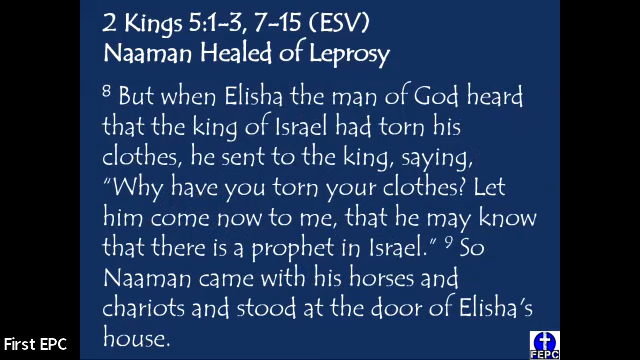 2 Kings 5:1-3, 7-15 (ESV)
Naaman Healed of Leprosy
8 But when Elisha the man of God heard
that the king of Israel had torn his
clothes, he sent to the king, saying,
“Why have you torn your clothes? Let
him come now to me, that he may know
that there is a prophet in Israel.” 9 So
Naaman came with his horses and
chariots and stood at the door of Elisha’s
house.
First EPC
FEPC